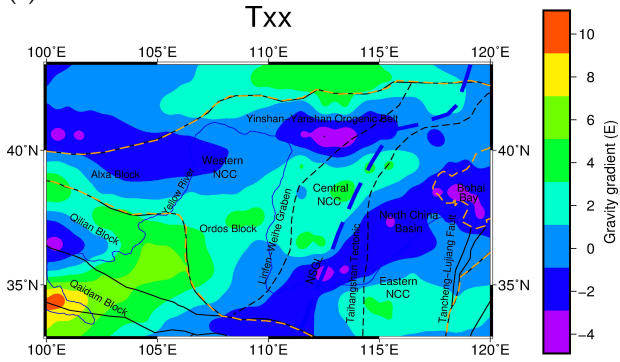 Txx
100°E 105°E 110°E 115°E 120°E
10
8
6
4
2
0
−2
−4
Gravity gradient (E)
40°N 40°N
35°N 35°N
Yinshan−Yanshan Orogenic Belt
Western
NCC
Alxa Block
Yellow River
Central
NCC
Bohai
Bay
Qilian Block
Ordos Block
Linfen−Weihe Graben
North China
Basin
NSGL
Taihangshan Tectonic
Tancheng−Lujiang Fault
Qaidam Block
Eastern
NCC
100°E 105°E 110°E 115°E 120°E